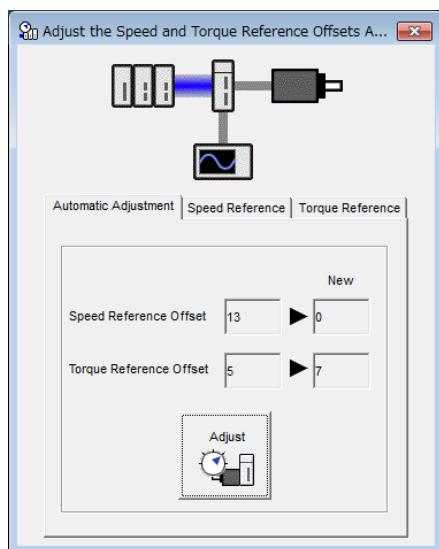 Adjust the Speed and Torque Reference Offsets A...
Automatic Adjustment Speed Reference Torque Reference
New
Speed Reference Offset 13 0
Torque Reference Offset 5 7
Adjust